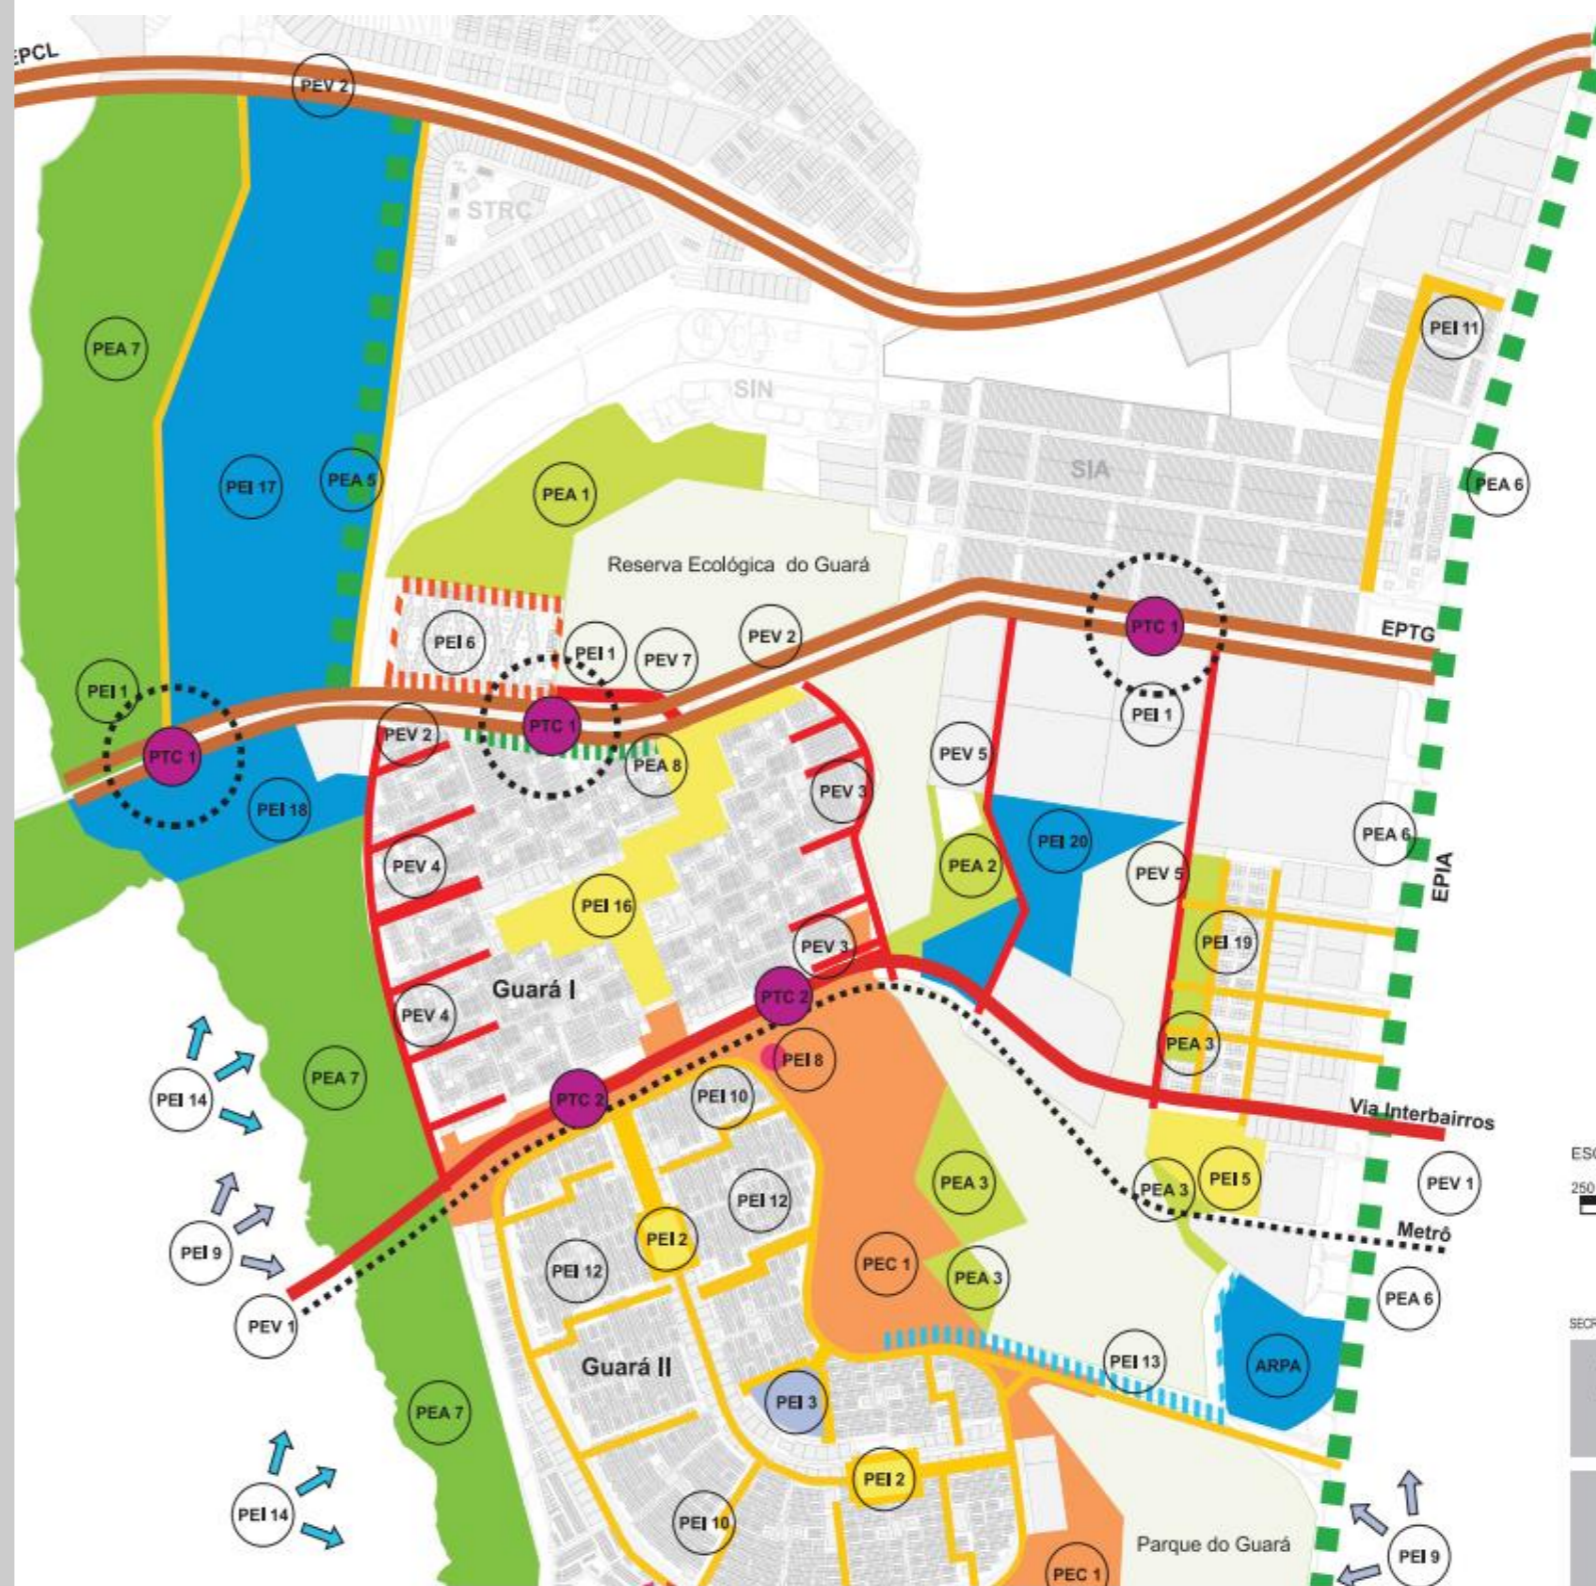 EPCL
PEV 2
STRC
PEI 11
PEA 7
SIN
SIA
PEI 17
PEA 5
PEA 1
PEA 6
Reserva Ecológica do Guará
PEI 6
PEI 1
PEV 7
PEV 2
PTC 1
EPTG
PEI 1
PTC 1
PTC 1
PEV 2
PEI 1
PEV 5
PEA 8
PEV 3
PEI 18
PEI 20
PEA 6
PEV 4
PEA 2
PEV 5
EPIA
PEI 16
PEV 3
PEI 19
Guará I
PTC 2
PEV 4
PEA 3
PEI 8
PEA 7
PEI 14
PTC 2
PEI 10
Via Interbairros
ESC
PEA 3
PEA 3
PEI 5
PEV 1
250
PEI 12
PEI 2
Metrô
PEI 9
PEI 12
PEC 1
PEA 3
PEA 6
PEV 1
SECR
Guará II
PEI 13
ARPA
PEA 7
PEI 3
PEI 2
PEI 14
PEI 10
Parque do Guará
PEI 9
PEC 1